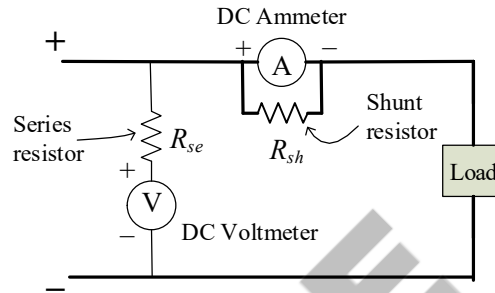 DC Ammeter
+
+ −
A
Series
resistor
R_se
R_sh
Shunt
resistor
Load
+
V
−
DC Voltmeter
−